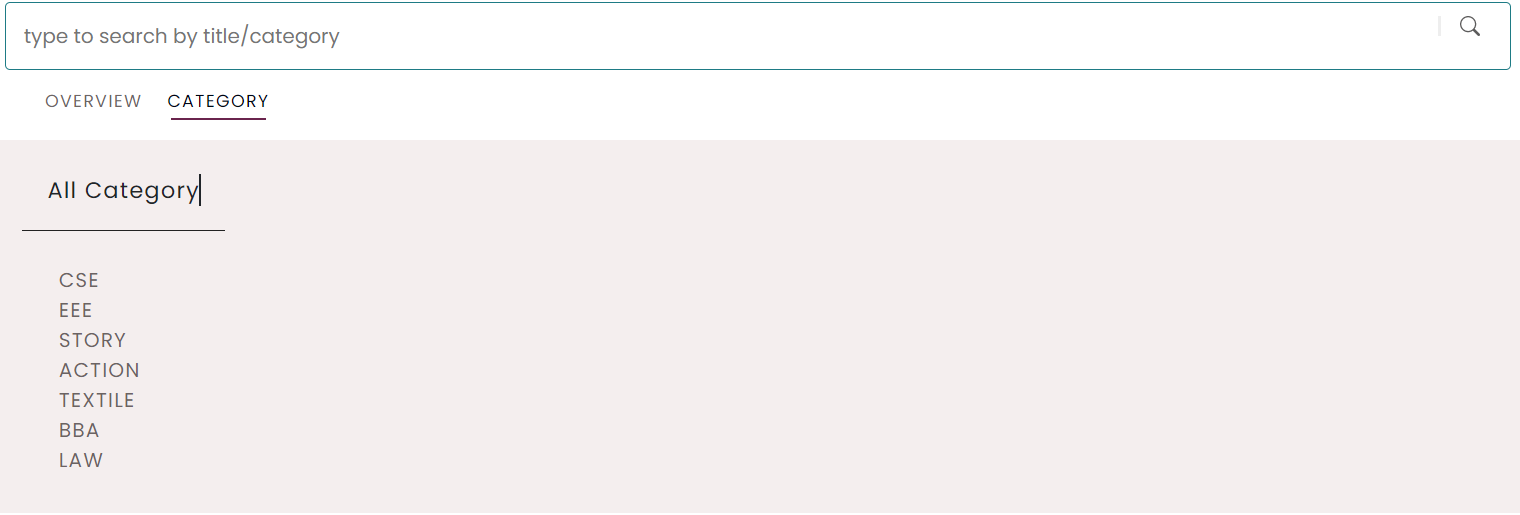 type to search by title/category
OVERVIEW CATEGORY
All Category
CSE
EEE
STORY
ACTION
TEXTILE
BBA
LAW